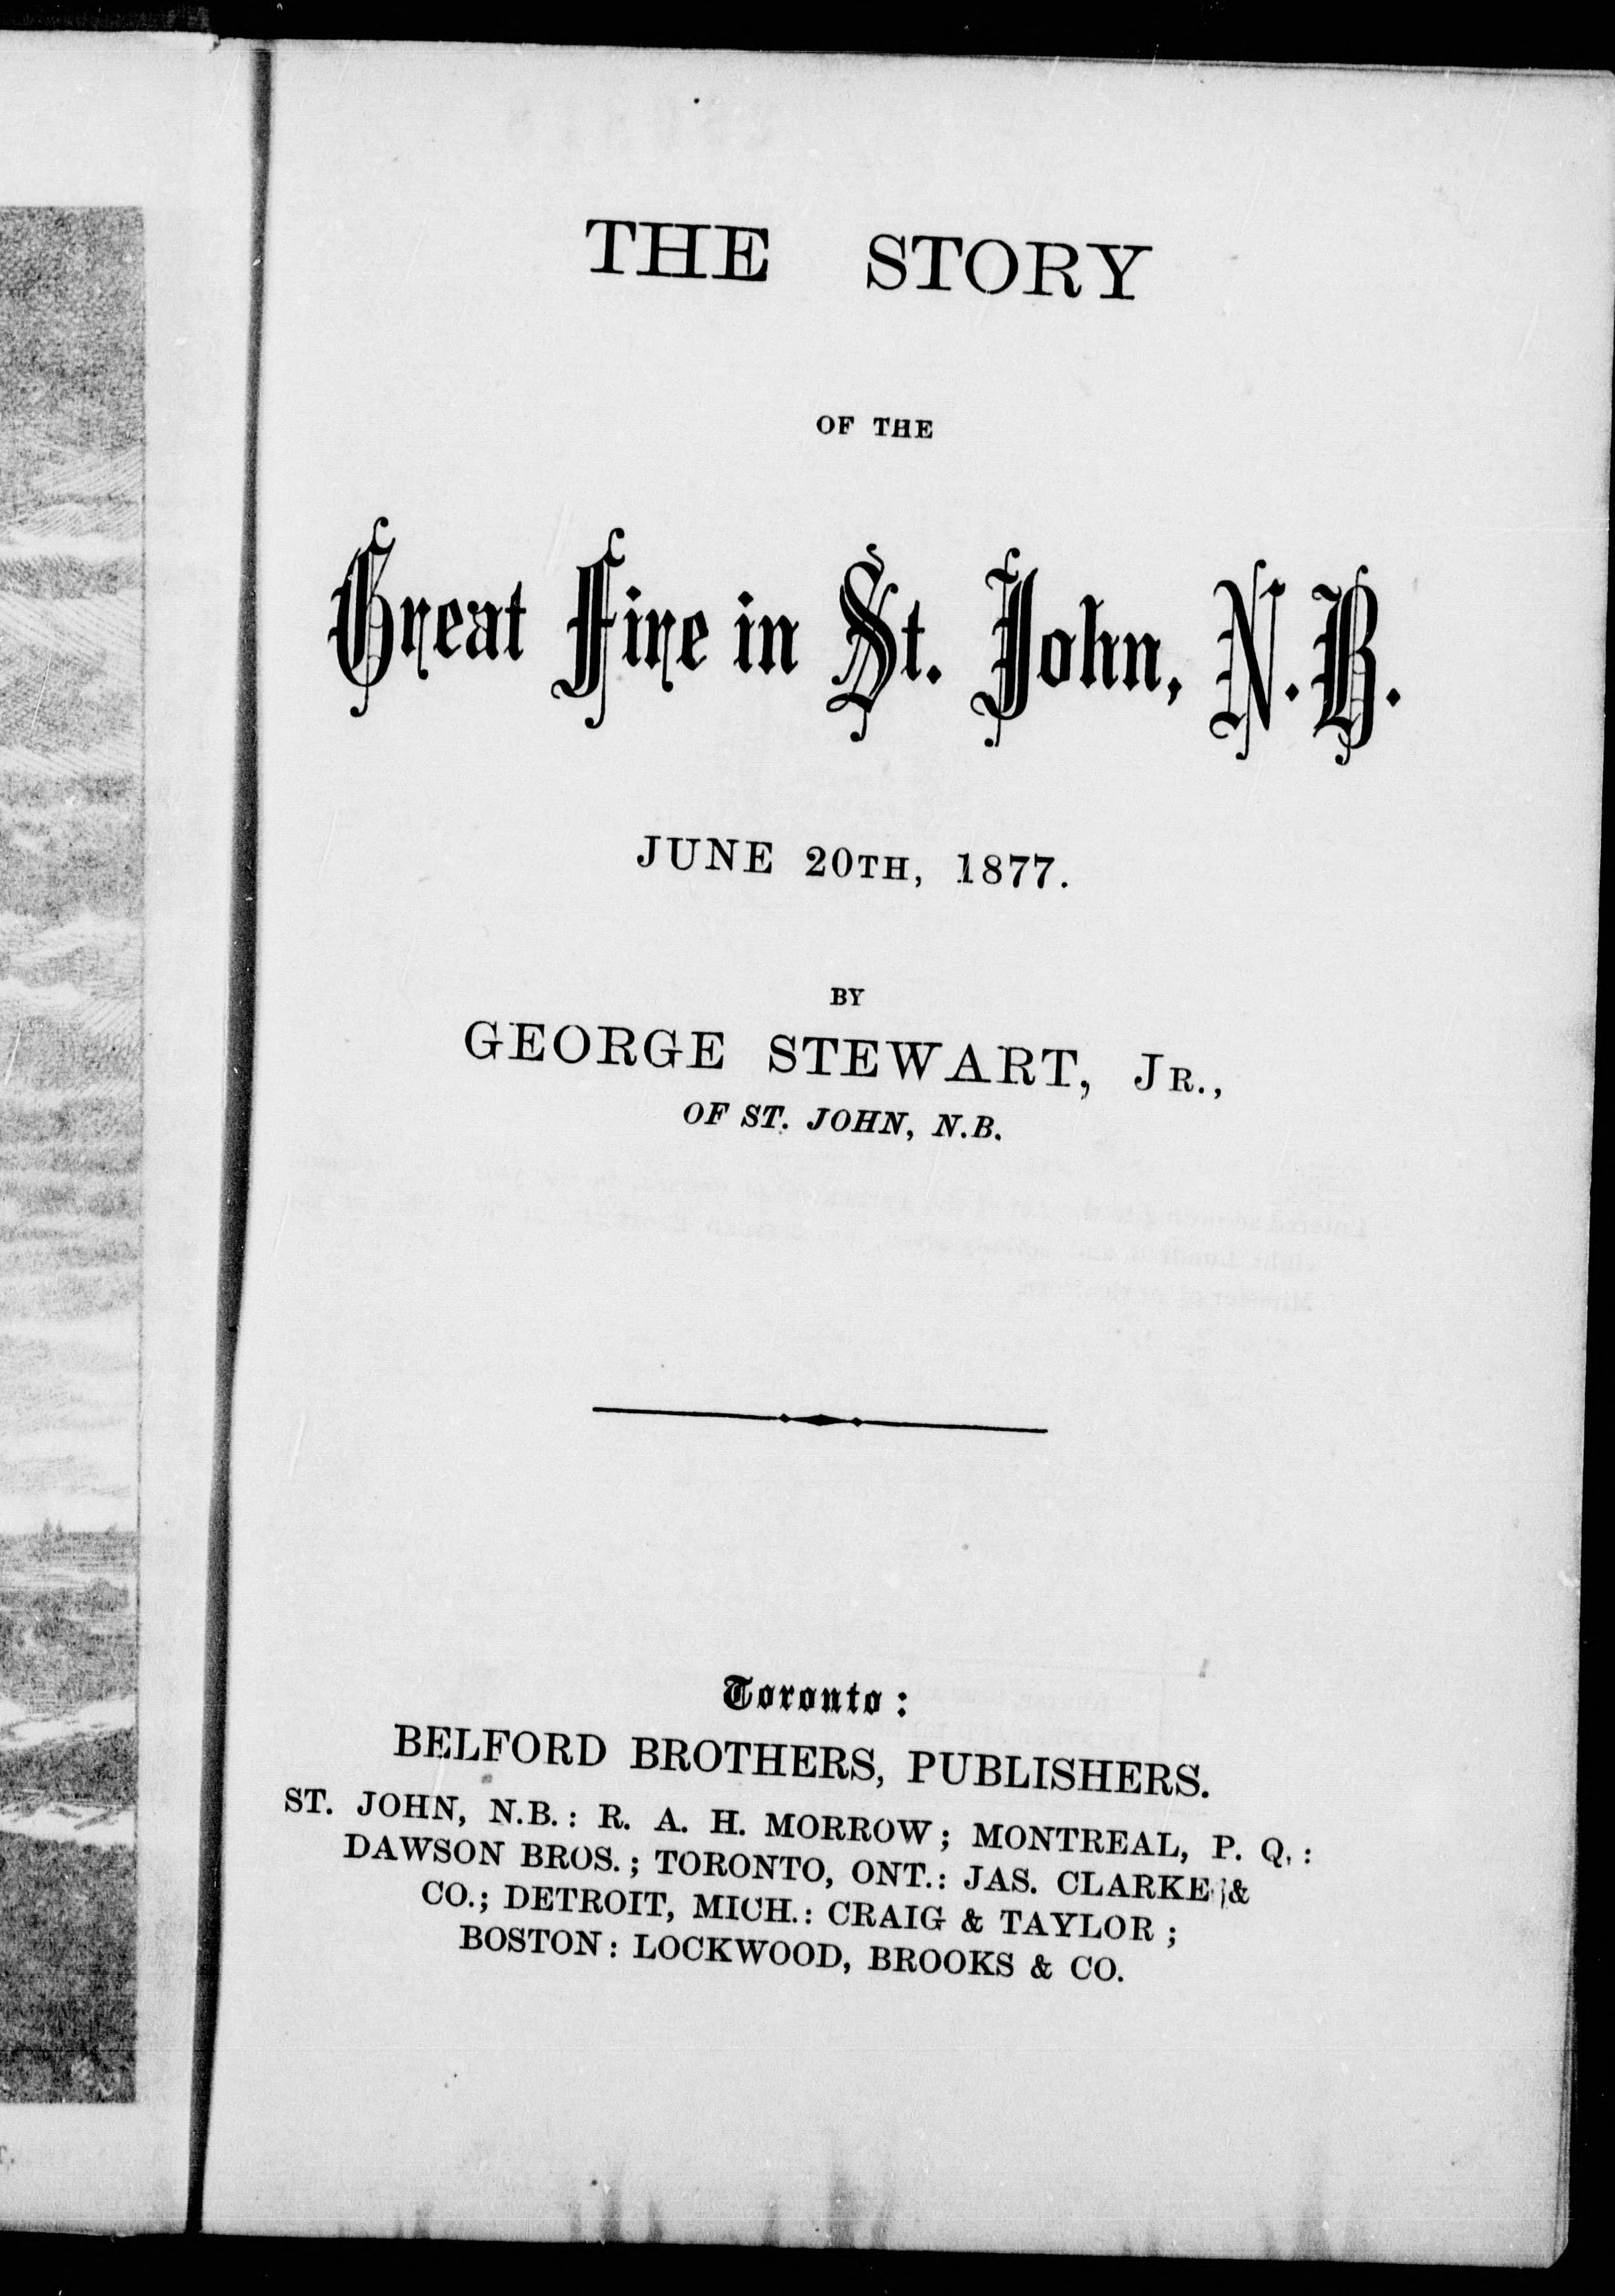 THE STORY
OF THE
Great Fire in St. John, N.B.
JUNE 20TH, 1877.
BY
GEORGE STEWART, JR.,
OF ST. JOHN, N.B.
Toronto:
BELFORD BROTHERS, PUBLISHERS.
ST. JOHN, N.B.: R. A. H. MORROW; MONTREAL, P. Q.:
DAWSON BROS.; TORONTO, ONT.: JAS. CLARKE &
CO.; DETROIT, MICH.: CRAIG & TAYLOR;
BOSTON: LOCKWOOD, BROOKS & CO.